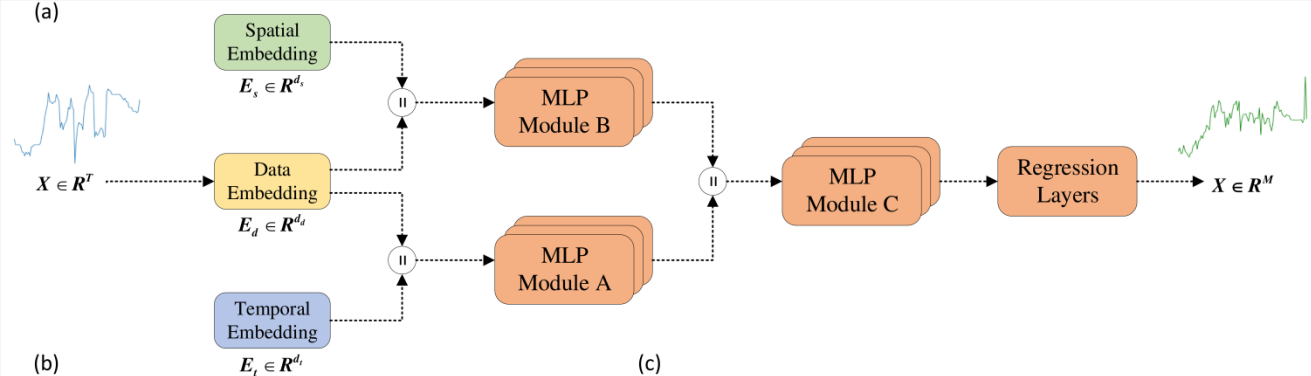 (a)
Spatial
Embedding
E_s ∈ R^{d_s}
Data
Embedding
E_d ∈ R^{d_d}
Temporal
Embedding
E_t ∈ R^{d_t}
X ∈ R^T
=
=
MLP
Module B
MLP
Module A
=
MLP
Module C
Regression
Layers
X ∈ R^M
(b)
(c)